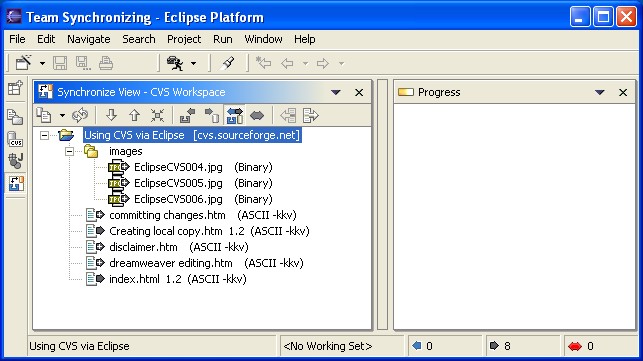 Team Synchronizing - Eclipse Platform
File Edit Navigate Search Project Run Window Help
Synchronize View - CVS Workspace
Progress
Using CVS via Eclipse [cvs.sourceforge.net]
images
EclipseCVS004.jpg (Binary)
EclipseCVS005.jpg (Binary)
EclipseCVS006.jpg (Binary)
committing changes.htm (ASCII -kkv)
Creating local copy.htm 1.2 (ASCII -kkv)
disclaimer.htm (ASCII -kkv)
dreamweaver editing.htm (ASCII -kkv)
index.html 1.2 (ASCII -kkv)
Using CVS via Eclipse <No Working Set> 0 8 0